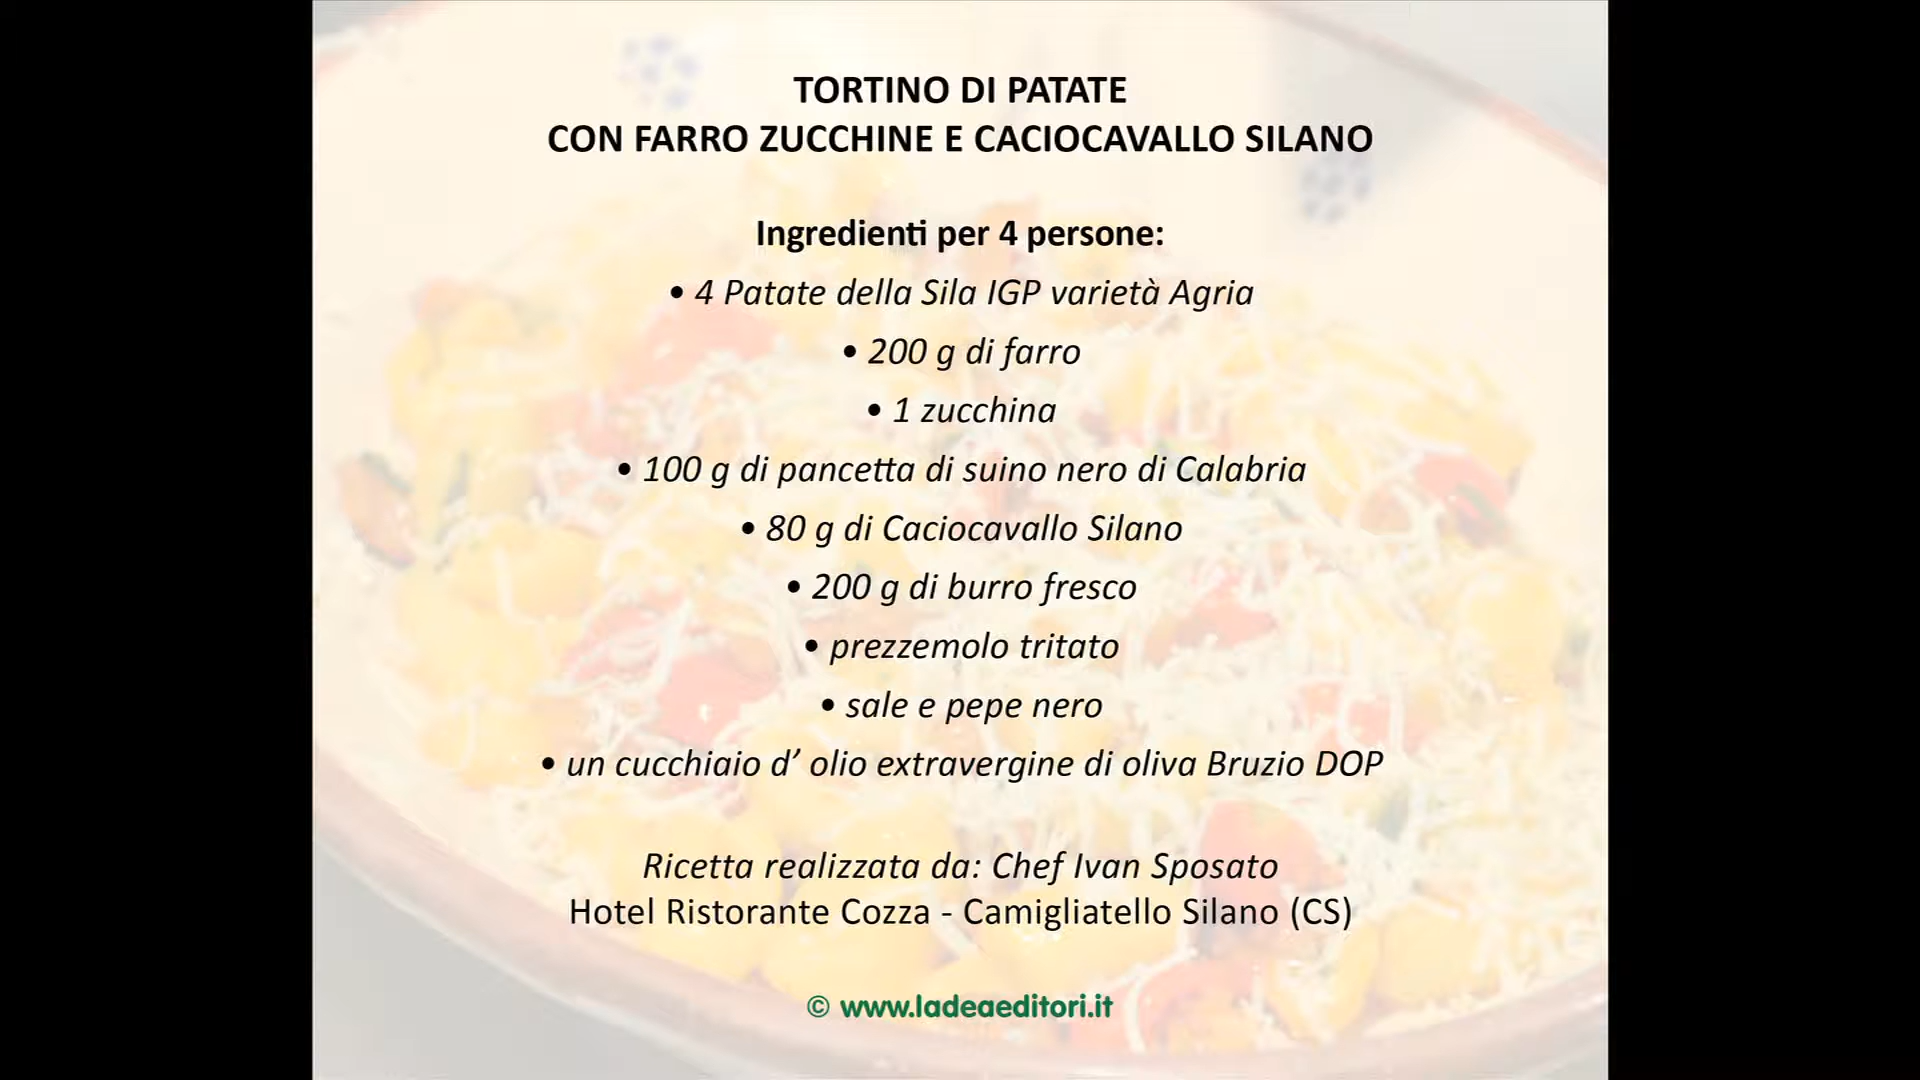 TORTINO DI PATATE
CON FARRO ZUCCHINE E CACIOCAVALLO SILANO
Ingredienti per 4 persone:
• 4 Patate della Sila IGP varietà Agria
• 200 g di farro
• 1 zucchina
• 100 g di pancetta di suino nero di Calabria
• 80 g di Caciocavallo Silano
• 200 g di burro fresco
• prezzemolo tritato
• sale e pepe nero
• un cucchiaio d’ olio extravergine di oliva Bruzio DOP
Ricetta realizzata da: Chef Ivan Sposato
Hotel Ristorante Cozza - Camigliatello Silano (CS)
© www.ladeaeditori.it